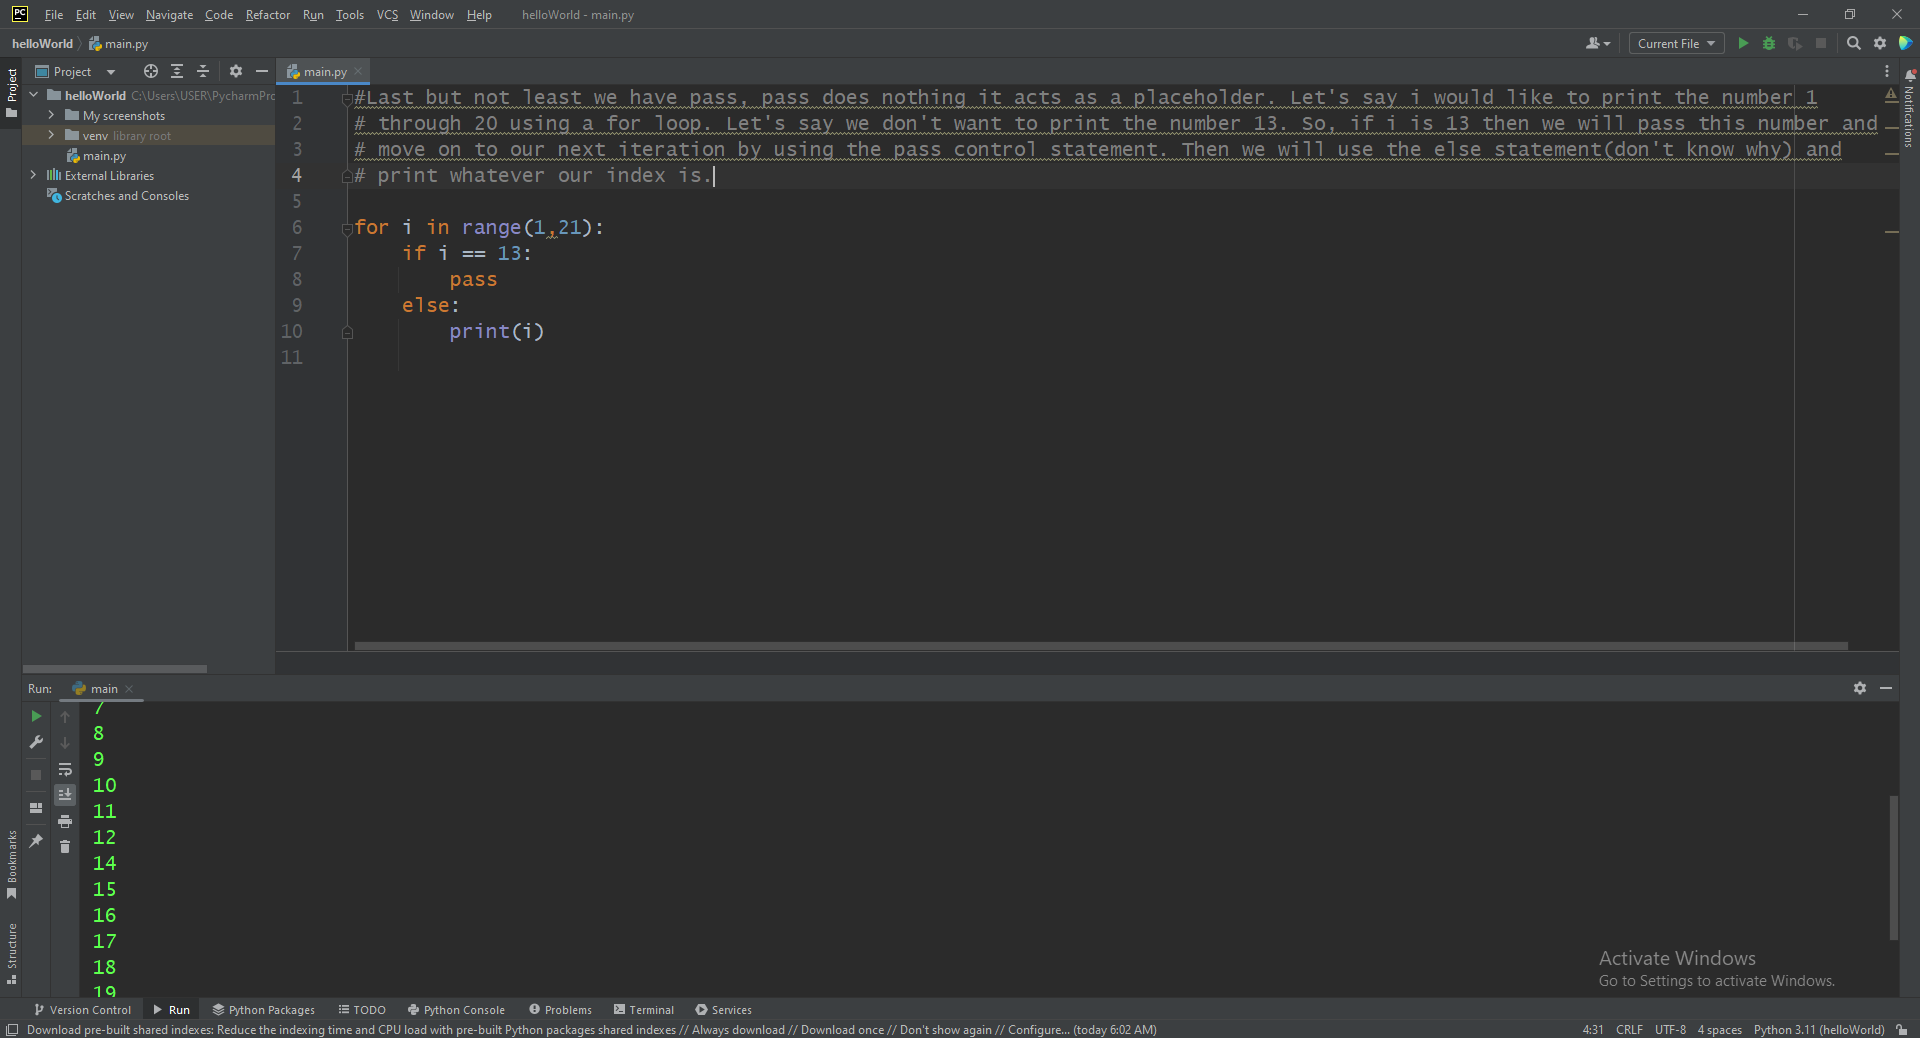 PC File Edit View Navigate Code Refactor Run Tools VCS Window Help helloWorld - main.py
helloWorld main.py Current File
Project main.py
Project
helloWorld C:\Users\USER\PycharmPro
My screenshots
venv library root
main.py
External Libraries
Scratches and Consoles
Notifications
1 #Last but not least we have pass, pass does nothing it acts as a placeholder. Let's say i would like to print the number 1
2 # through 20 using a for loop. Let's say we don't want to print the number 13. So, if i is 13 then we will pass this number and
3 # move on to our next iteration by using the pass control statement. Then we will use the else statement(don't know why) and
4 # print whatever our index is.
5
6 for i in range(1,21):
7     if i == 13:
8         pass
9     else:
10         print(i)
11
Run: main
7
8
9
10
11
12
14
15
16
17
18
19
Bookmarks
Structure
Activate Windows
Go to Settings to activate Windows.
Version Control Run Python Packages TODO Python Console Problems Terminal Services
Download pre-built shared indexes: Reduce the indexing time and CPU load with pre-built Python packages shared indexes // Always download // Download once // Don't show again // Configure... (today 6:02 AM) 4:31 CRLF UTF-8 4 spaces Python 3.11 (helloWorld)